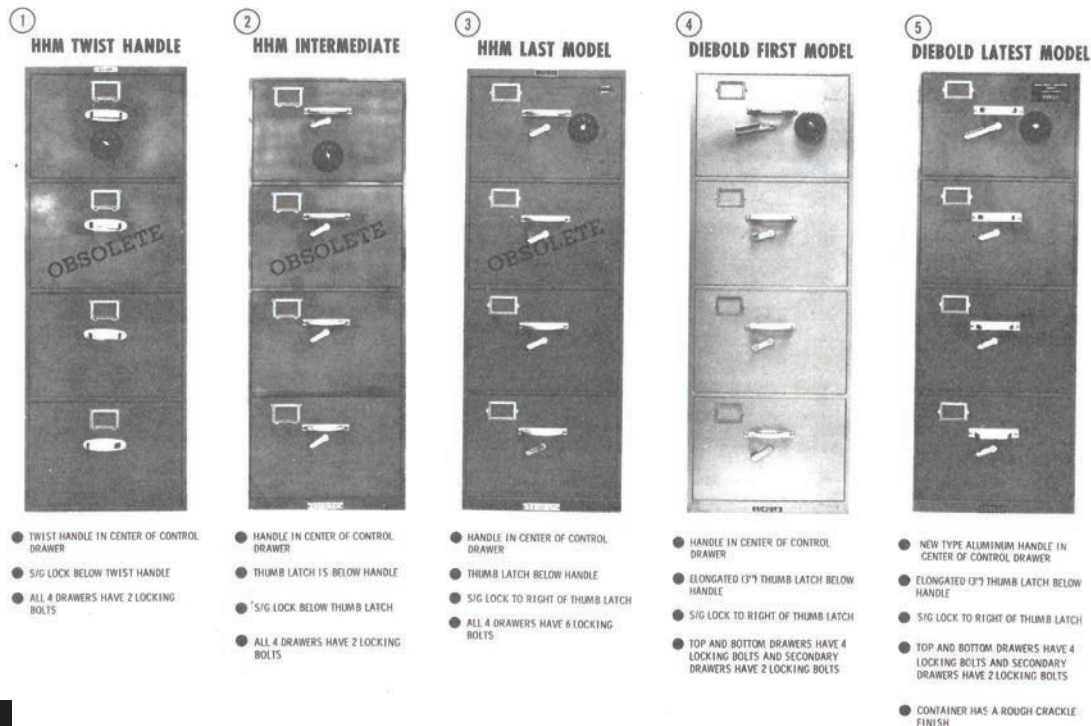 1
HHM TWIST HANDLE
OBSOLETE
TWIST HANDLE IN CENTER OF CONTROL
DRAWER
S/G LOCK BELOW TWIST HANDLE
ALL 4 DRAWERS HAVE 2 LOCKING
BOLTS
2
HHM INTERMEDIATE
OBSOLETE
HANDLE IN CENTER OF CONTROL
DRAWER
THUMB LATCH IS BELOW HANDLE
'S/G LOCK BELOW THUMB LATCH
ALL 4 DRAWERS HAVE 2 LOCKING
BOLTS
3
HHM LAST MODEL
OBSOLETE
HANDLE IN CENTER OF CONTROL
DRAWER
THUMB LATCH BELOW HANDLE
S/G LOCK TO RIGHT OF THUMB LATCH
ALL 4 DRAWERS HAVE 6 LOCKING
BOLTS
4
DIEBOLD FIRST MODEL
HANDLE IN CENTER OF CONTROL
DRAWER
ELONGATED (3") THUMB LATCH BELOW
HANDLE
S/G LOCK TO RIGHT OF THUMB LATCH
TOP AND BOTTOM DRAWERS HAVE 4
LOCKING BOLTS AND SECONDARY
DRAWERS HAVE 2 LOCKING BOLTS
5
DIEBOLD LATEST MODEL
NEW TYPE ALUMINUM HANDLE IN
CENTER OF CONTROL DRAWER
ELONGATED (3") THUMB LATCH BELOW
HANDLE
S/G LOCK TO RIGHT OF THUMB LATCH
TOP AND BOTTOM DRAWERS HAVE 4
LOCKING BOLTS AND SECONDARY
DRAWERS HAVE 2 LOCKING BOLTS
CONTAINER HAS A ROUGH CRACKLE
FINISH